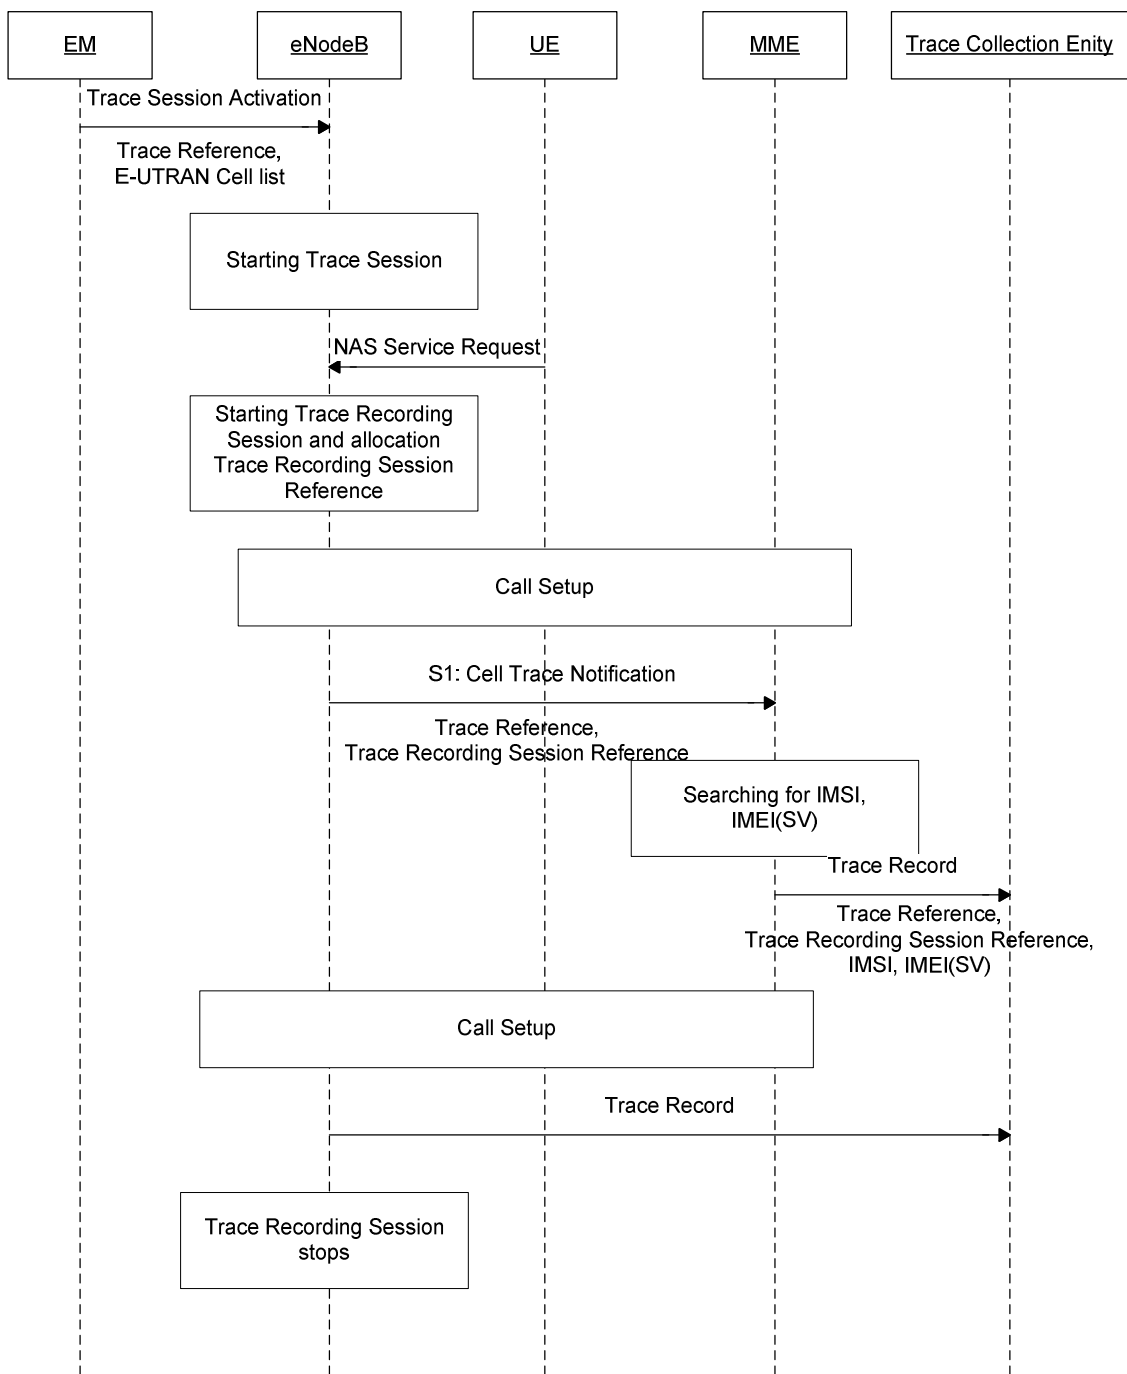 EM
eNodeB
UE
MME
Trace Collection Enity
Trace Session Activation
Trace Reference,
E-UTRAN Cell list
Starting Trace Session
NAS Service Request
Starting Trace Recording
Session and allocation
Trace Recording Session
Reference
Call Setup
S1: Cell Trace Notification
Trace Reference,
Trace Recording Session Reference
Searching for IMSI,
IMEI(SV)
Trace Record
Trace Reference,
Trace Recording Session Reference,
IMSI, IMEI(SV)
Call Setup
Trace Record
Trace Recording Session
stops